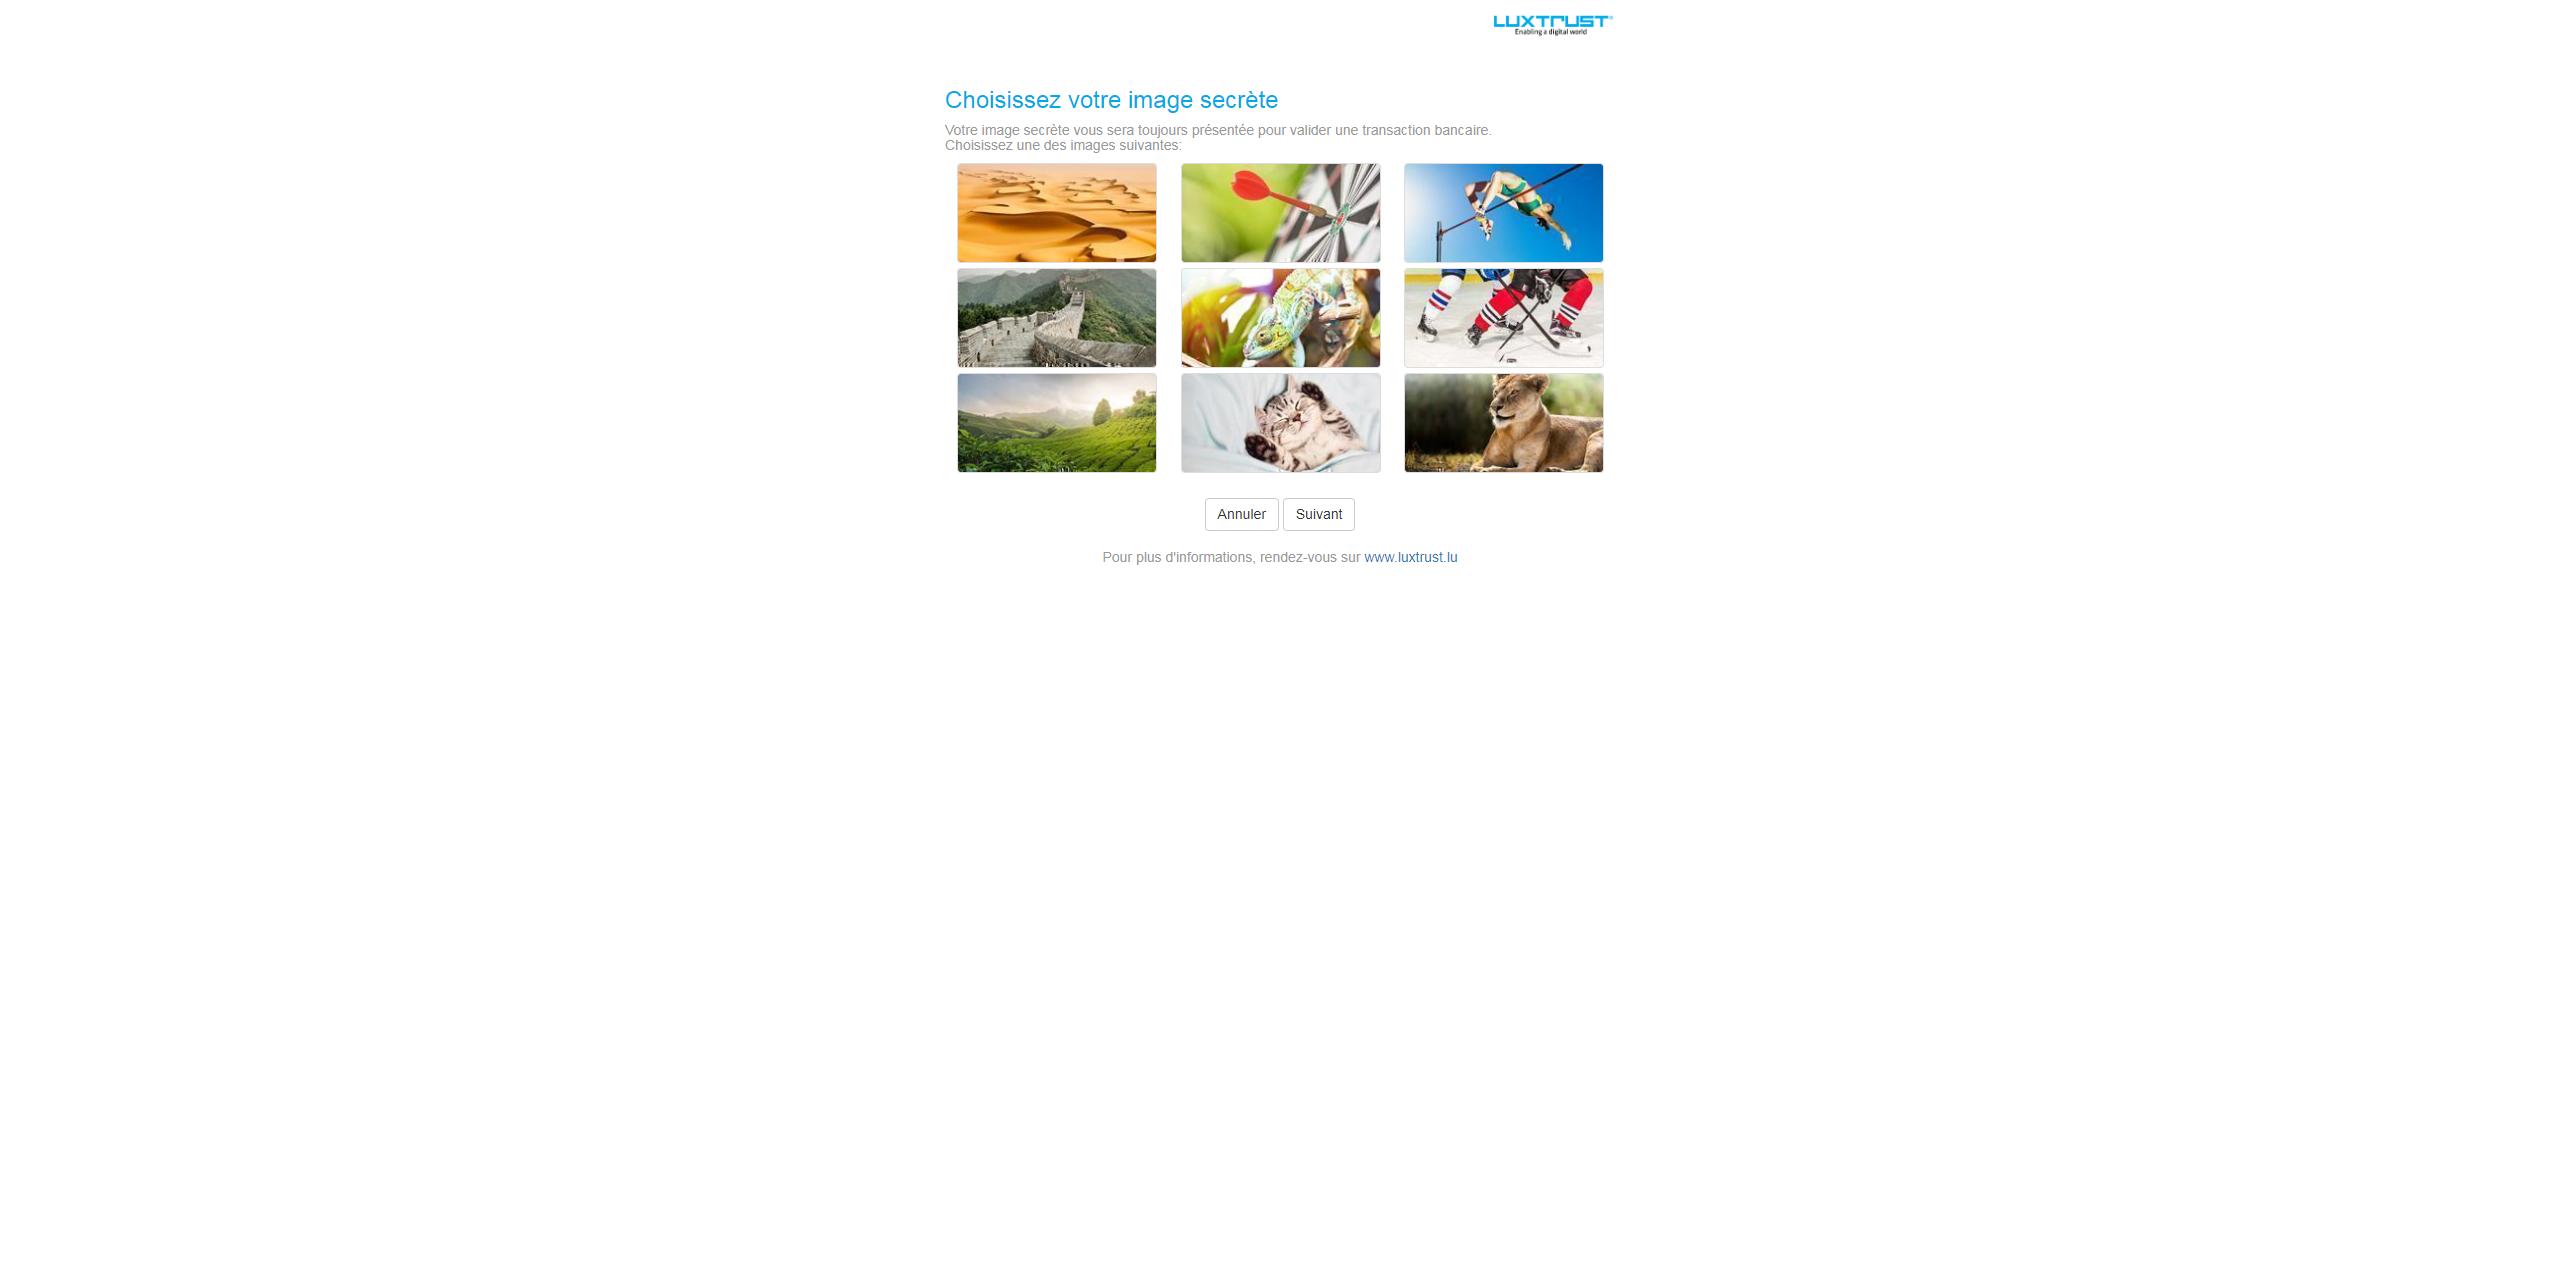 LUXTRUST
Enabling a digital world
Choisissez votre image secrète
Votre image secrète vous sera toujours présentée pour valider une transaction bancaire.
Choisissez une des images suivantes:
Annuler Suivant
Pour plus d'informations, rendez-vous sur www.luxtrust.lu